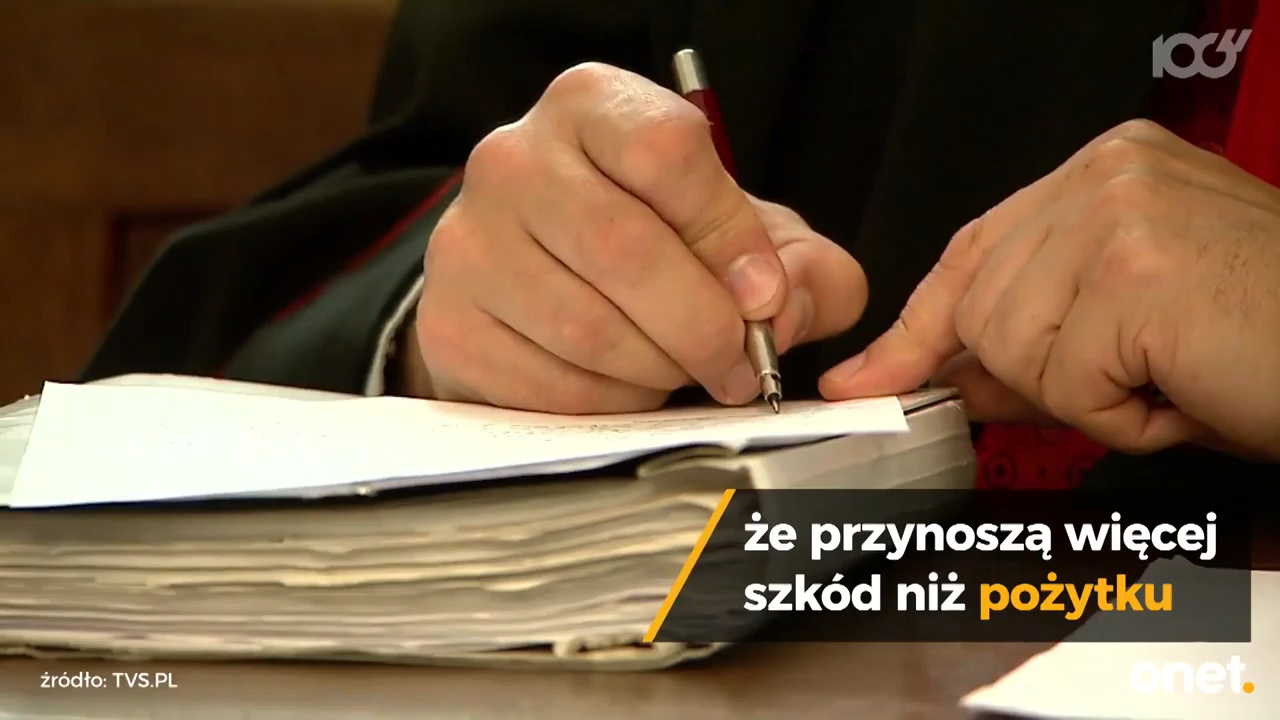 100
że przynoszą więcej
szkód niż pożytku
źródło: TVS.PL
onet.